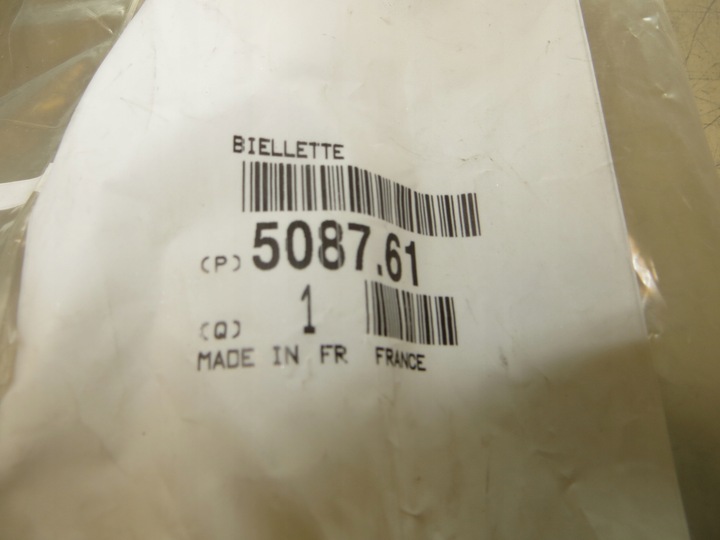 BIELLETTE
(P) 5087.61
(Q) 1
MADE IN FR FRANCE